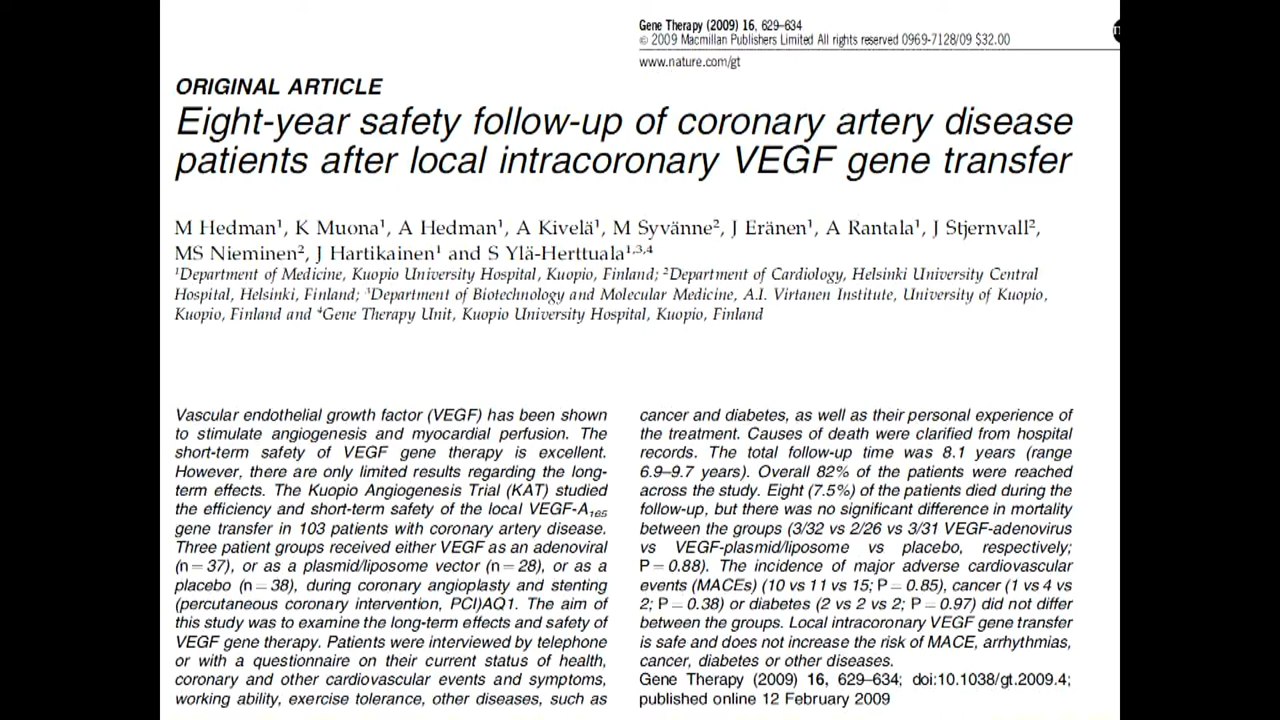 Gene Therapy (2009) 16, 629–634
© 2009 Macmillan Publishers Limited All rights reserved 0969-7128/09 $32.00
www.nature.com/gt
ORIGINAL ARTICLE
Eight-year safety follow-up of coronary artery disease
patients after local intracoronary VEGF gene transfer
M Hedman¹, K Muona¹, A Hedman¹, A Kivelä¹, M Syvänne², J Eränen¹, A Rantala¹, J Stjernvall²,
MS Nieminen², J Hartikainen¹ and S Ylä-Herttuala¹,³,⁴
¹Department of Medicine, Kuopio University Hospital, Kuopio, Finland; ²Department of Cardiology, Helsinki University Central
Hospital, Helsinki, Finland; ³Department of Biotechnology and Molecular Medicine, A.I. Virtanen Institute, University of Kuopio,
Kuopio, Finland and ⁴Gene Therapy Unit, Kuopio University Hospital, Kuopio, Finland
Vascular endothelial growth factor (VEGF) has been shown
to stimulate angiogenesis and myocardial perfusion. The
short-term safety of VEGF gene therapy is excellent.
However, there are only limited results regarding the long-
term effects. The Kuopio Angiogenesis Trial (KAT) studied
the efficiency and short-term safety of the local VEGF-A₁₆₅
gene transfer in 103 patients with coronary artery disease.
Three patient groups received either VEGF as an adenoviral
(n=37), or as a plasmid/liposome vector (n=28), or as a
placebo (n=38), during coronary angioplasty and stenting
(percutaneous coronary intervention, PCI)AQ1. The aim of
this study was to examine the long-term effects and safety of
VEGF gene therapy. Patients were interviewed by telephone
or with a questionnaire on their current status of health,
coronary and other cardiovascular events and symptoms,
working ability, exercise tolerance, other diseases, such as
cancer and diabetes, as well as their personal experience of
the treatment. Causes of death were clarified from hospital
records. The total follow-up time was 8.1 years (range
6.9–9.7 years). Overall 82% of the patients were reached
across the study. Eight (7.5%) of the patients died during the
follow-up, but there was no significant difference in mortality
between the groups (3/32 vs 2/26 vs 3/31 VEGF-adenovirus
vs VEGF-plasmid/liposome vs placebo, respectively;
P=0.88). The incidence of major adverse cardiovascular
events (MACEs) (10 vs 11 vs 15; P=0.85), cancer (1 vs 4 vs
2; P=0.38) or diabetes (2 vs 2 vs 2; P=0.97) did not differ
between the groups. Local intracoronary VEGF gene transfer
is safe and does not increase the risk of MACE, arrhythmias,
cancer, diabetes or other diseases.
Gene Therapy (2009) 16, 629–634; doi:10.1038/gt.2009.4;
published online 12 February 2009